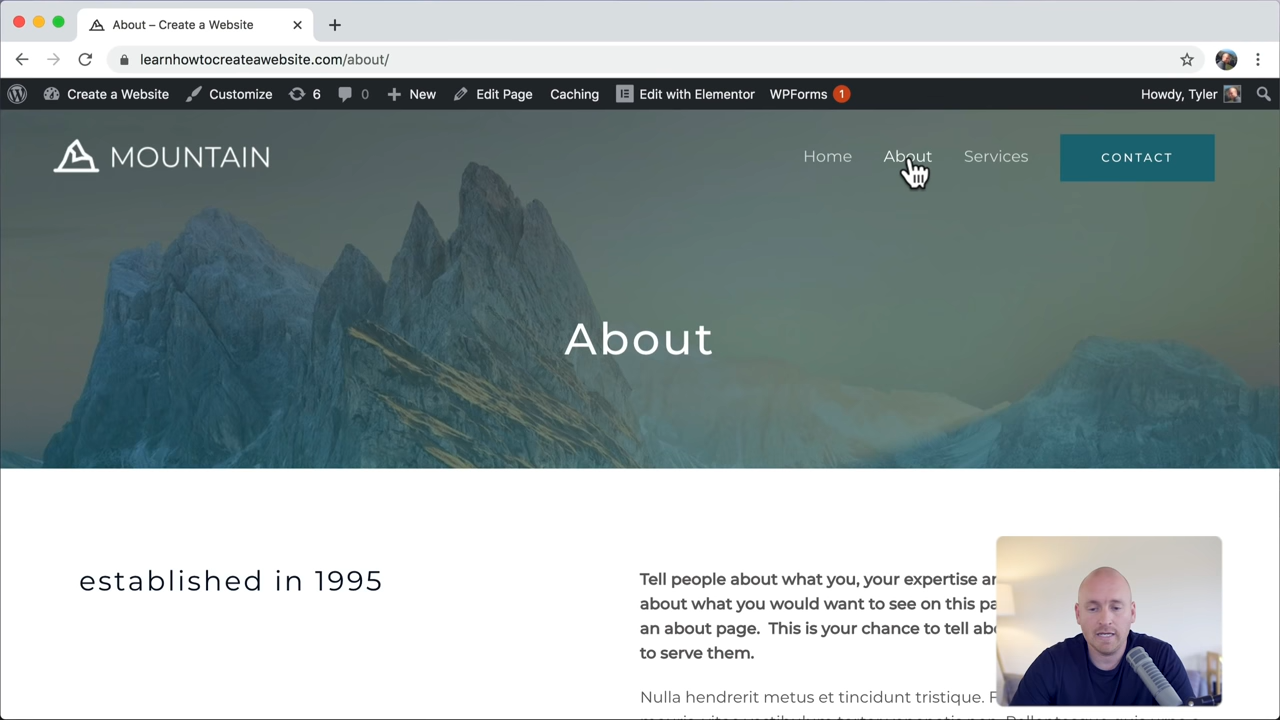 About – Create a Website
learnhowtocreateawebsite.com/about/
Create a Website Customize 6 0 New Edit Page Caching Edit with Elementor WPForms 1 Howdy, Tyler
MOUNTAIN
Home About Services CONTACT
About
established in 1995
Tell people about what you, your expertise
about what you would want to see on this
an about page. This is your chance to tell
to serve them.
Nulla hendrerit metus et tincidunt tristique.